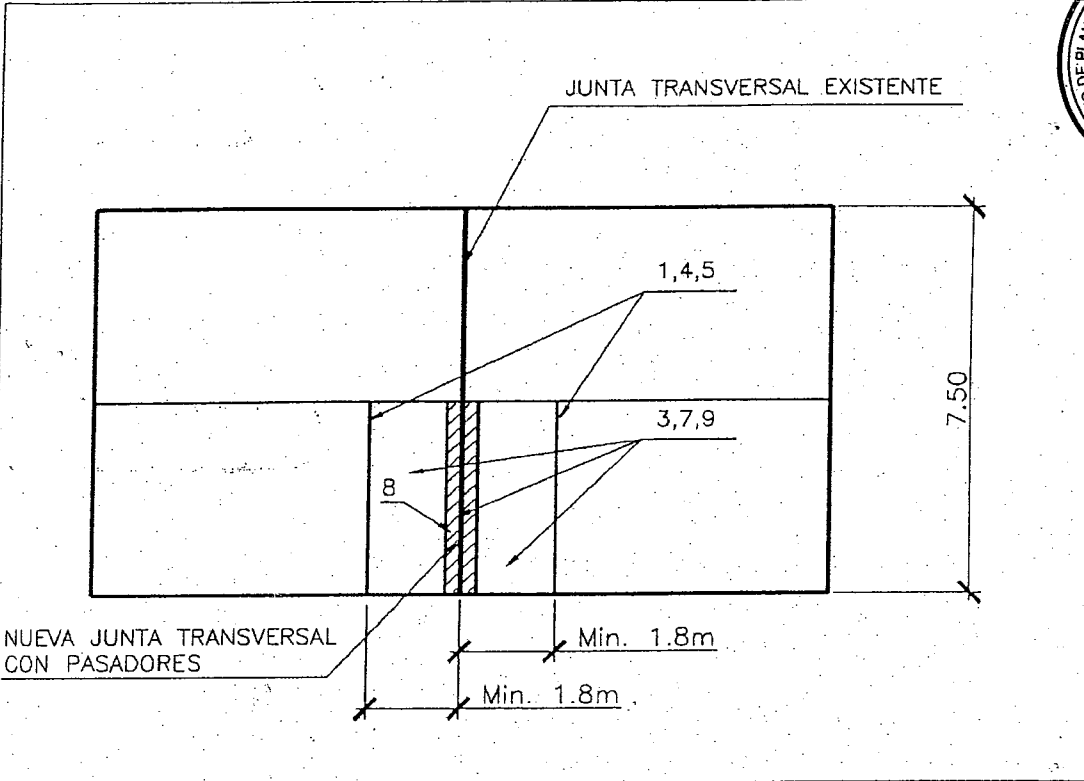 JUNTA TRANSVERSAL EXISTENTE
1,4,5
3,7,9
8
7.50
NUEVA JUNTA TRANSVERSAL
CON PASADORES
Min. 1.8m
Min. 1.8m